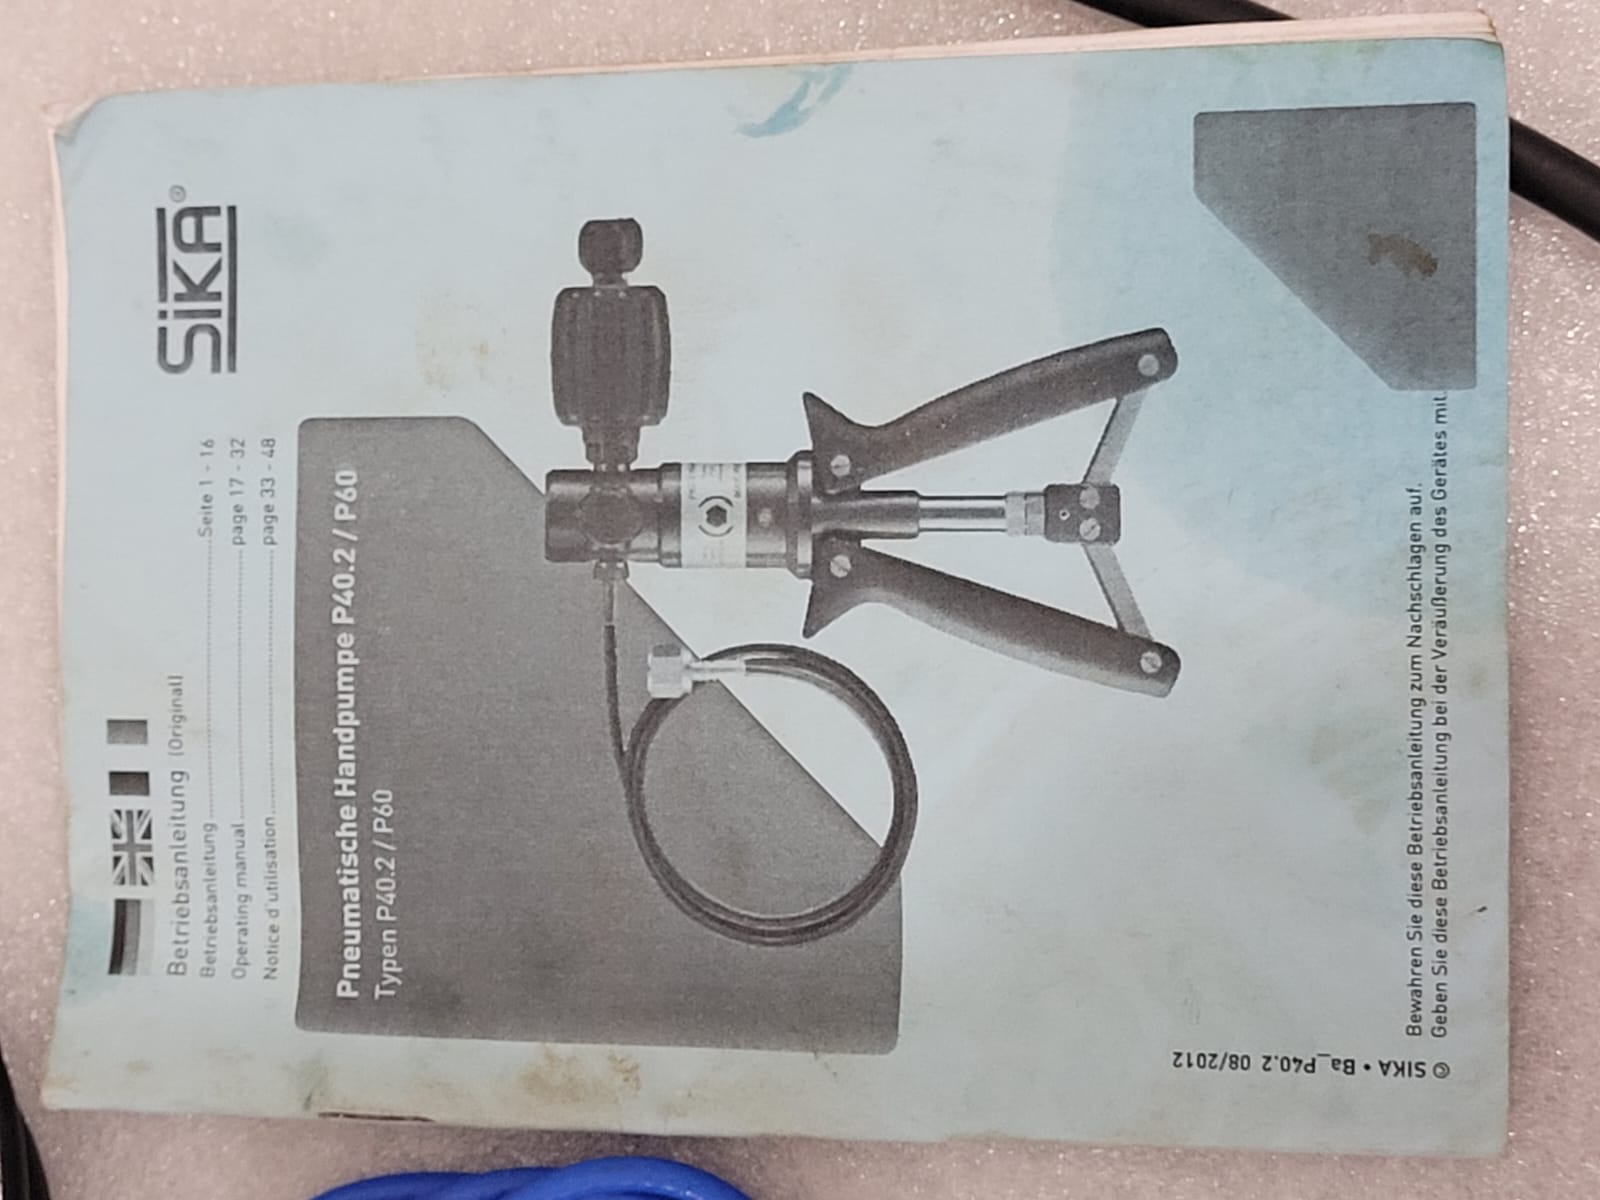 Betriebsanleitung (Original)
Betriebsanleitung ........................................ Seite 1 - 16
Operating manual ........................................ page 17 - 32
Notice d'utilisation ........................................ page 33 - 48
SiKA®
Pneumatische Handpumpe P40.2 / P60
Typen P40.2 / P60
© SIKA • Ba_P40.2 08/2012
Bewahren Sie diese Betriebsanleitung zum Nachschlagen auf.
Geben Sie diese Betriebsanleitung bei der Veräußerung des Gerätes mit.